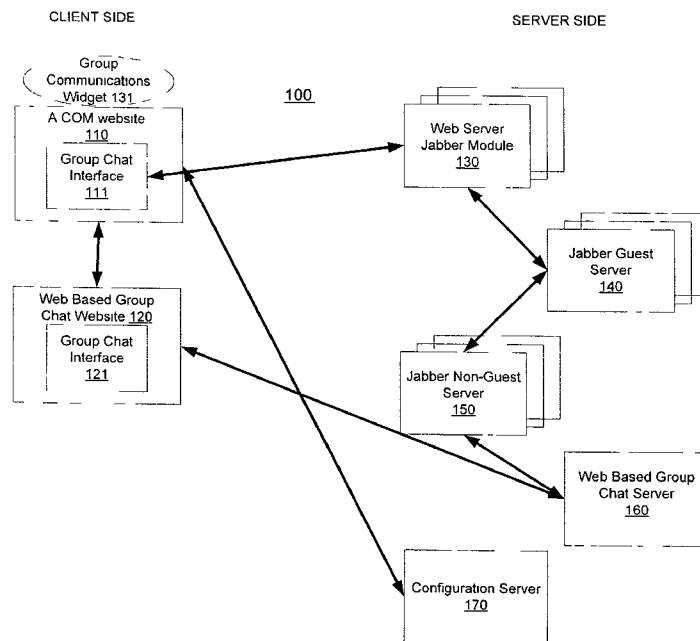 CLIENT SIDE
SERVER SIDE
Group
Communications
Widget 131
100
A COM website
110
Group Chat
Interface
111
Web Server
Jabber Module
130
Jabber Guest
Server
140
Web Based Group
Chat Website 120
Group Chat
Interface
121
Jabber Non-Guest
Server
150
Web Based Group
Chat Server
160
Configuration Server
170